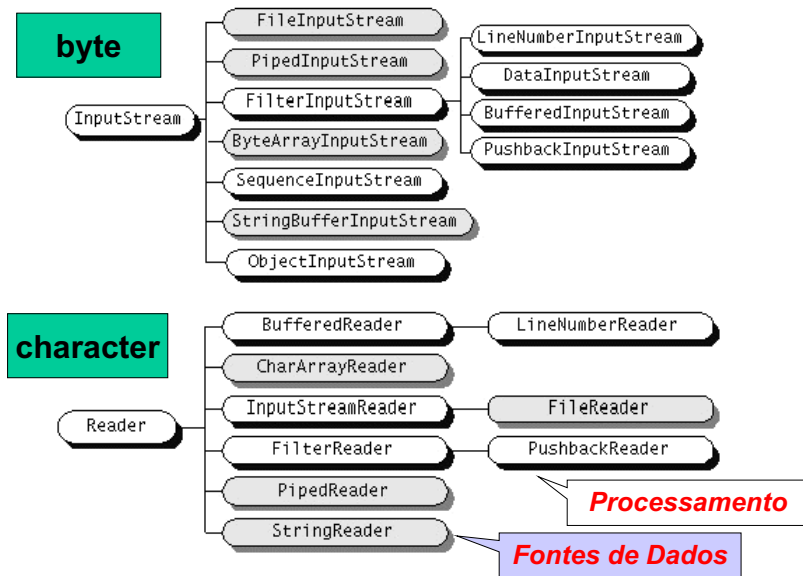 byte
InputStream
FileInputStream
PipedInputStream
FilterInputStream
ByteArrayInputStream
SequenceInputStream
StringBufferInputStream
ObjectInputStream
LineNumberInputStream
DataInputStream
BufferedInputStream
PushbackInputStream
character
Reader
BufferedReader
CharArrayReader
InputStreamReader
FilterReader
PipedReader
StringReader
LineNumberReader
FileReader
PushbackReader
Processamento
Fontes de Dados